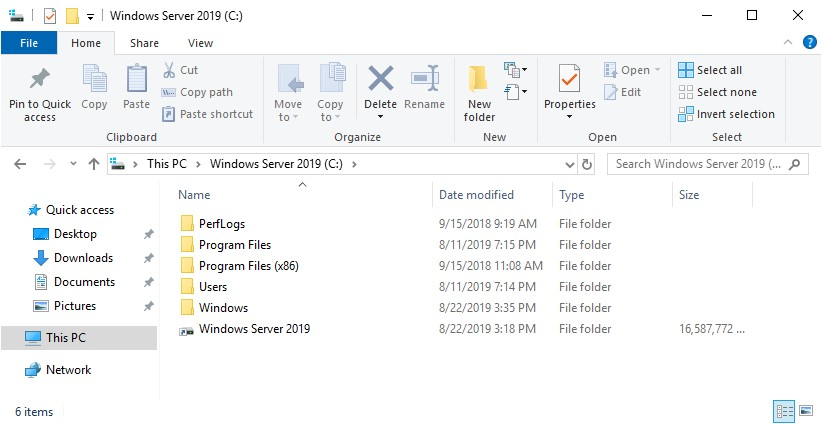 Windows Server 2019 (C:)
File Home Share View
Pin to Quick access
Copy
Paste
Cut
Copy path
Paste shortcut
Clipboard
Move to
Copy to
Delete
Rename
Organize
New folder
New
Properties
Open
Edit
Open
Select all
Select none
Invert selection
Select
This PC > Windows Server 2019 (C:) >
Search Windows Server 2019 (...
Name Date modified Type Size
Quick access
Desktop
Downloads
Documents
Pictures
This PC
Network
PerfLogs 9/15/2018 9:19 AM File folder
Program Files 8/11/2019 7:15 PM File folder
Program Files (x86) 9/15/2018 11:08 AM File folder
Users 8/11/2019 7:14 PM File folder
Windows 8/22/2019 3:35 PM File folder
Windows Server 2019 8/22/2019 3:18 PM File folder 16,587,772 ...
6 items